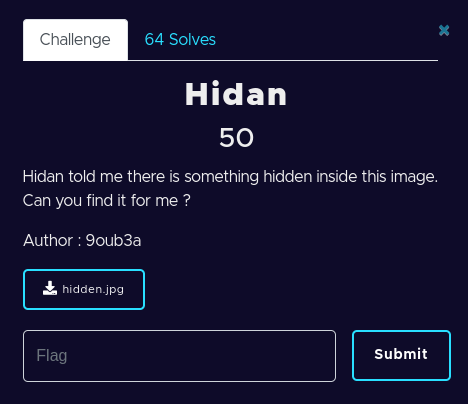 Challenge
64 Solves
Hidan
50
Hidan told me there is something hidden inside this image.
Can you find it for me ?
Author : 9oub3a
hidden.jpg
Flag
Submit